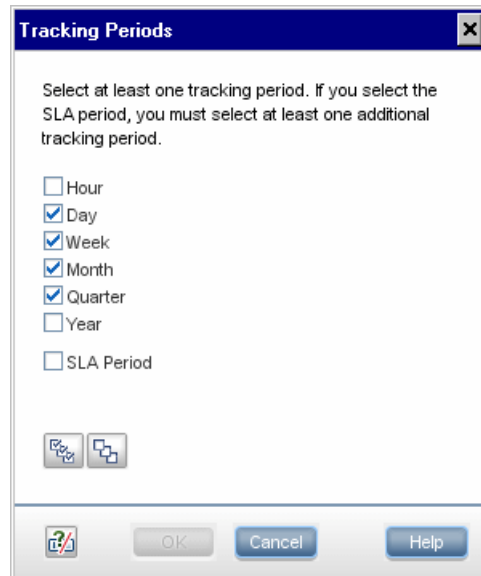 Tracking Periods
Select at least one tracking period. If you select the
SLA period, you must select at least one additional
tracking period.
Hour
Day
Week
Month
Quarter
Year
SLA Period
OK
Cancel
Help